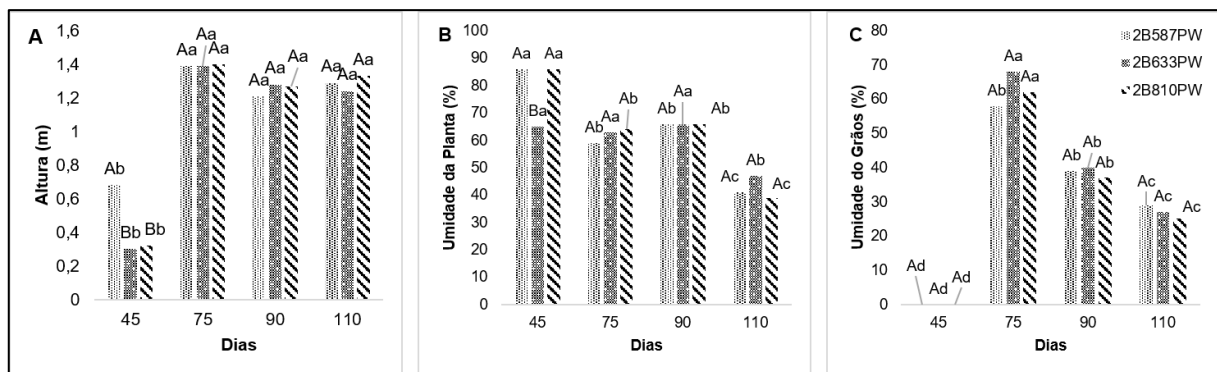 A
Altura (m)
1,6
1,4
1,2
1
0,8
0,6
0,4
0,2
0
Ab
Bb
Bb
Aa
Aa
Aa
Aa
Aa
Aa
Aa
Aa
Aa
45
75
90
110
Dias
B
Umidade da Planta (%)
100
90
80
70
60
50
40
30
20
10
0
Aa
Ba
Aa
Ab
Aa
Ab
Ab
Aa
Ab
Ac
Ab
Ac
45
75
90
110
Dias
C
Umidade do Grãos (%)
80
70
60
50
40
30
20
10
0
Ad
Ad
Ad
Ab
Aa
Aa
Ab
Ab
Ab
Ac
Ac
Ac
45
75
90
110
Dias
2B587PW
2B633PW
2B810PW